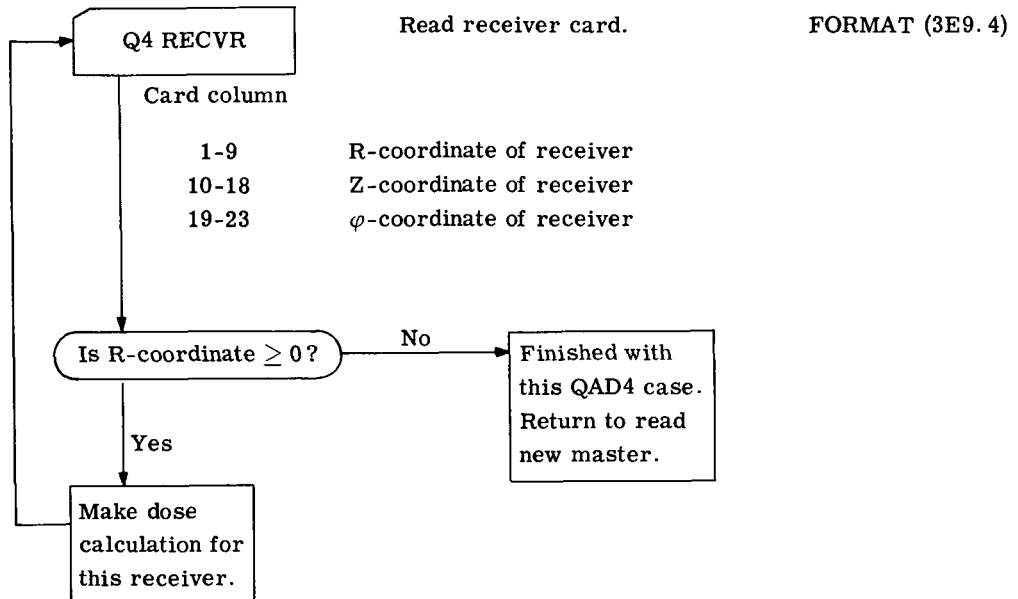 Q4 RECVR Read receiver card. FORMAT (3E9.4)
Card column
1-9 R-coordinate of receiver
10-18 Z-coordinate of receiver
19-23 φ-coordinate of receiver
Is R-coordinate ≥ 0?
No
Finished with
this QAD4 case.
Return to read
new master.
Yes
Make dose
calculation for
this receiver.